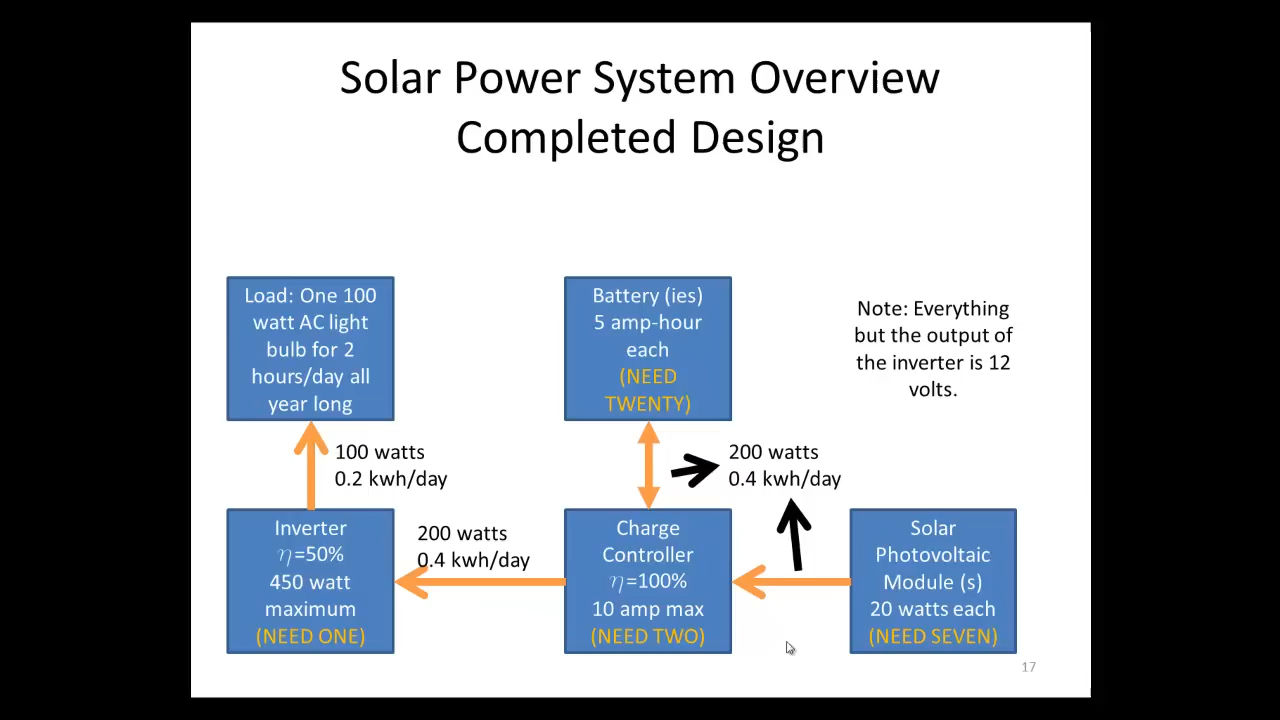 Solar Power System Overview
Completed Design
Load: One 100
watt AC light
bulb for 2
hours/day all
year long
Battery (ies)
5 amp-hour
each
(NEED
TWENTY)
Note: Everything
but the output of
the inverter is 12
volts.
100 watts
0.2 kwh/day
200 watts
0.4 kwh/day
200 watts
0.4 kwh/day
Inverter
η=50%
450 watt
maximum
(NEED ONE)
Charge
Controller
η=100%
10 amp max
(NEED TWO)
Solar
Photovoltaic
Module (s)
20 watts each
(NEED SEVEN)
17